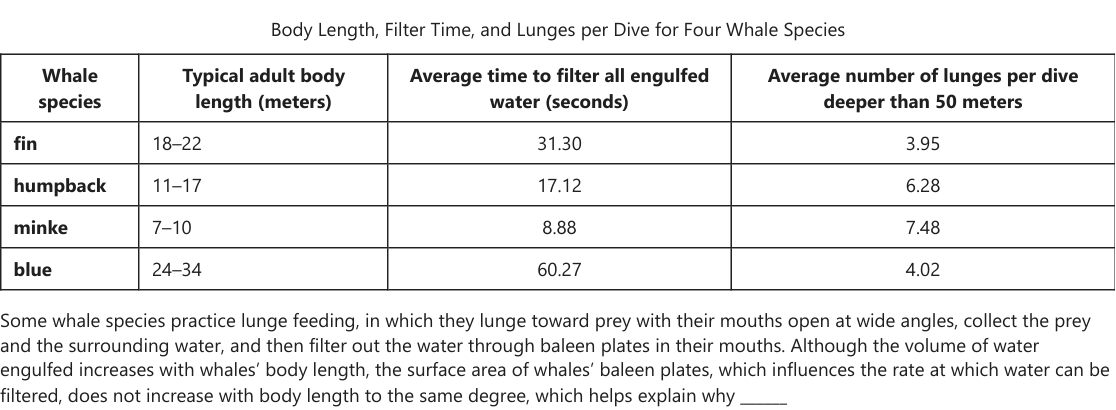 Body Length, Filter Time, and Lunges per Dive for Four Whale Species
Whale species | Typical adult body length (meters) | Average time to filter all engulfed water (seconds) | Average number of lunges per dive deeper than 50 meters
fin | 18–22 | 31.30 | 3.95
humpback | 11–17 | 17.12 | 6.28
minke | 7–10 | 8.88 | 7.48
blue | 24–34 | 60.27 | 4.02
Some whale species practice lunge feeding, in which they lunge toward prey with their mouths open at wide angles, collect the prey
and the surrounding water, and then filter out the water through baleen plates in their mouths. Although the volume of water
engulfed increases with whales’ body length, the surface area of whales’ baleen plates, which influences the rate at which water can be
filtered, does not increase with body length to the same degree, which helps explain why ______